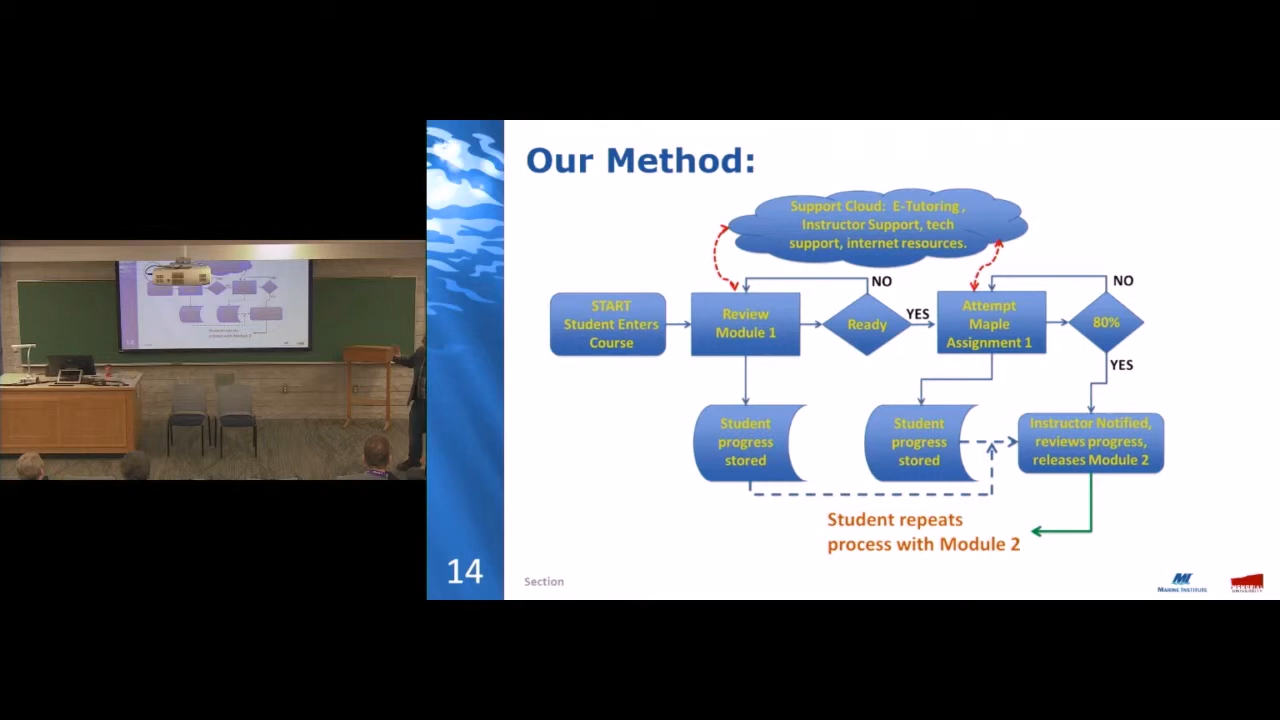 Our Method:
Support Cloud: E-Tutoring ,
Instructor Support, tech
support, internet resources.
NO
NO
START
Student Enters
Course
Review
Module 1
Ready
YES
Attempt
Maple
Assignment 1
80%
YES
Student
progress
stored
Student
progress
stored
Instructor Notified,
reviews progress,
releases Module 2
Student repeats
process with Module 2
14
Section
MI
MARINE INSTITUTE
MEMORIAL
UNIVERSITY